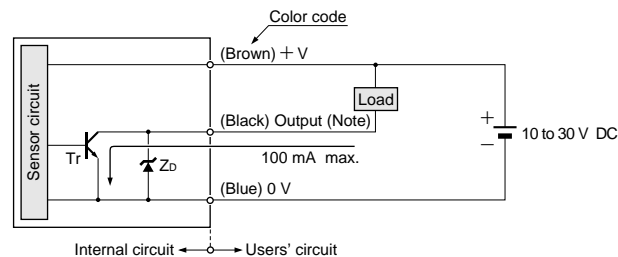 Color code
(Brown) + V
Sensor circuit
Load
(Black) Output (Note)
+
10 to 30 V DC
−
Tr
ZD
100 mA max.
(Blue) 0 V
Internal circuit
Users' circuit